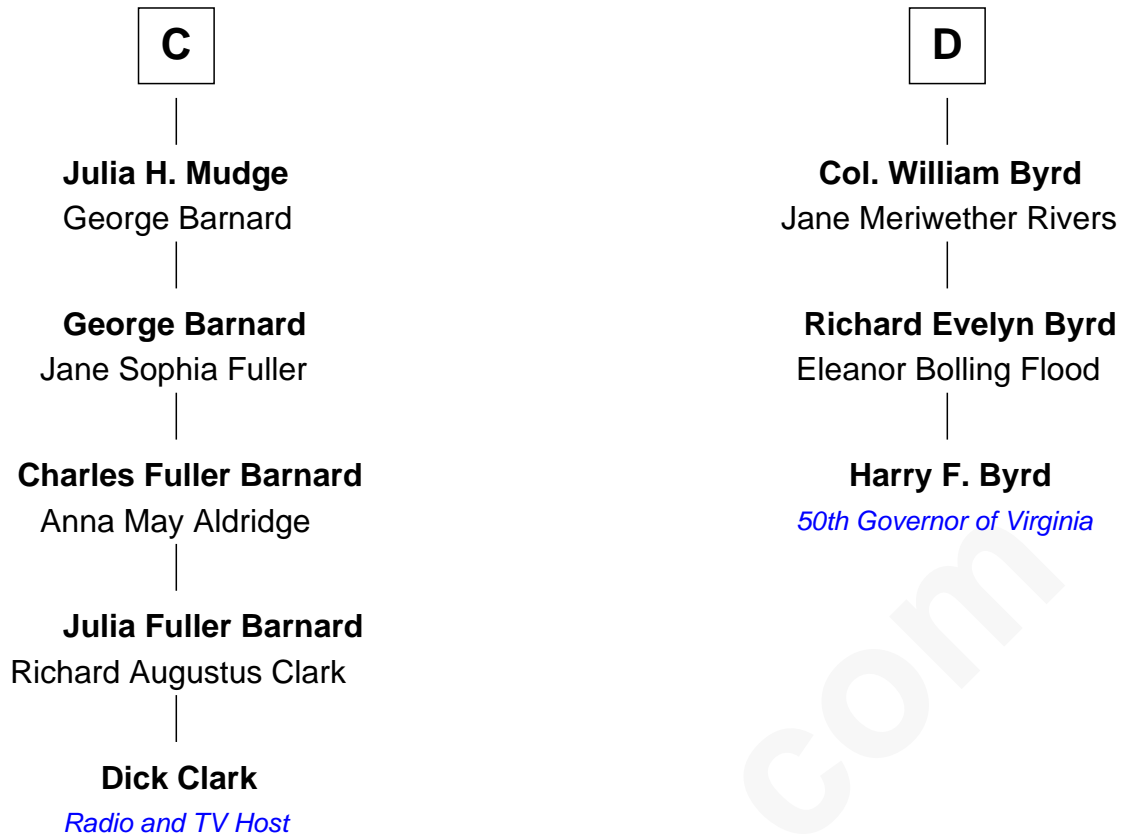 C
Julia H. Mudge
George Barnard
George Barnard
Jane Sophia Fuller
Charles Fuller Barnard
Anna May Aldridge
Julia Fuller Barnard
Richard Augustus Clark
Dick Clark
Radio and TV Host
D
Col. William Byrd
Jane Meriwether Rivers
Richard Evelyn Byrd
Eleanor Bolling Flood
Harry F. Byrd
50th Governor of Virginia
com